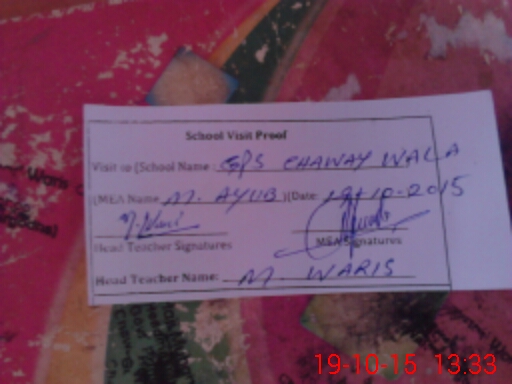 School Visit Proof
Visit to (School Name: GPS CHAWAY WALA
(MEA Name M. AYUB )(Date: 19-10-2015
Head Teacher Signatures MEA Signatures
Head Teacher Name: M. WARIS
19-10-15 13:33